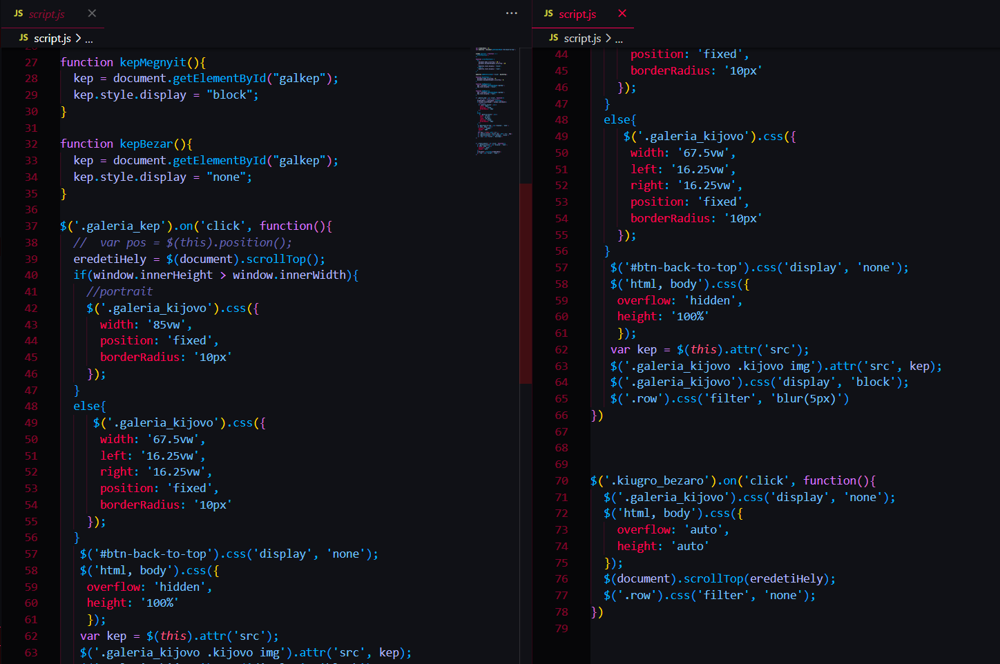 JS script.js ×
JS script.js > ...
27 function kepMegnyit(){
28 kep = document.getElementById("galkep");
29 kep.style.display = "block";
30 }
31
32 function kepBezar(){
33 kep = document.getElementById("galkep");
34 kep.style.display = "none";
35 }
36
37 $('.galeria_kep').on('click', function(){
38 //  var pos = $(this).position();
39 eredetiHely = $(document).scrollTop();
40 if(window.innerHeight > window.innerWidth){
41 //portrait
42 $('.galeria_kijovo').css({
43 width: '85vw',
44 position: 'fixed',
45 borderRadius: '10px'
46 });
47 }
48 else{
49 $('.galeria_kijovo').css({
50 width: '67.5vw',
51 left: '16.25vw',
52 right: '16.25vw',
53 position: 'fixed',
54 borderRadius: '10px'
55 });
56 }
57 $('#btn-back-to-top').css('display', 'none');
58 $('html, body').css({
59 overflow: 'hidden',
60 height: '100%'
61 });
62 var kep = $(this).attr('src');
63 $('.galeria_kijovo .kijovo img').attr('src', kep);
JS script.js ×
JS script.js > ...
44 position: 'fixed',
45 borderRadius: '10px'
46 });
47 }
48 else{
49 $('.galeria_kijovo').css({
50 width: '67.5vw',
51 left: '16.25vw',
52 right: '16.25vw',
53 position: 'fixed',
54 borderRadius: '10px'
55 });
56 }
57 $('#btn-back-to-top').css('display', 'none');
58 $('html, body').css({
59 overflow: 'hidden',
60 height: '100%'
61 });
62 var kep = $(this).attr('src');
63 $('.galeria_kijovo .kijovo img').attr('src', kep);
64 $('.galeria_kijovo').css('display', 'block');
65 $('.row').css('filter', 'blur(5px)')
66 })
67
68
69
70 $('.kiugro_bezaro').on('click', function(){
71 $('.galeria_kijovo').css('display', 'none');
72 $('html, body').css({
73 overflow: 'auto',
74 height: 'auto'
75 });
76 $(document).scrollTop(eredetiHely);
77 $('.row').css('filter', 'none');
78 })
79